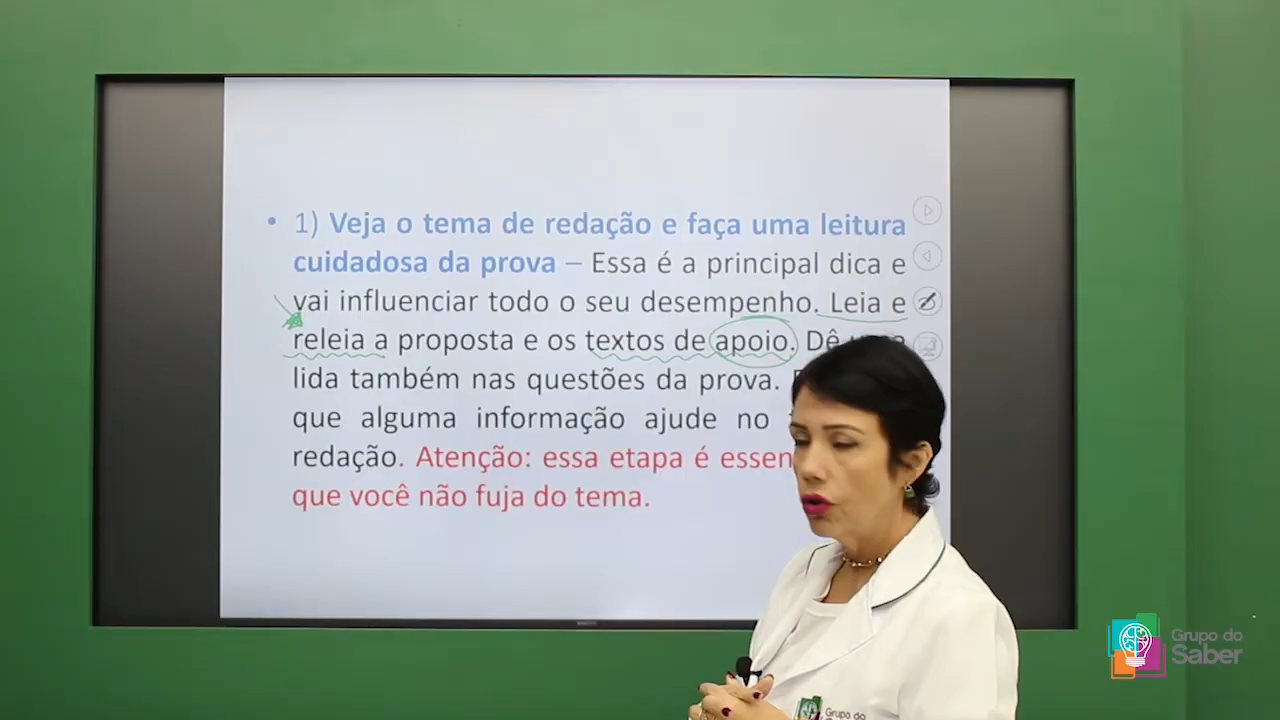 • 1) Veja o tema de redação e faça uma leitura
cuidadosa da prova – Essa é a principal dica e
vai influenciar todo o seu desempenho. Leia e
releia a proposta e os textos de apoio. Dê
lida também nas questões da prova.
que alguma informação ajude no
redação. Atenção: essa etapa é
que você não fuja do tema.
Grupo do
Saber
Grupo do